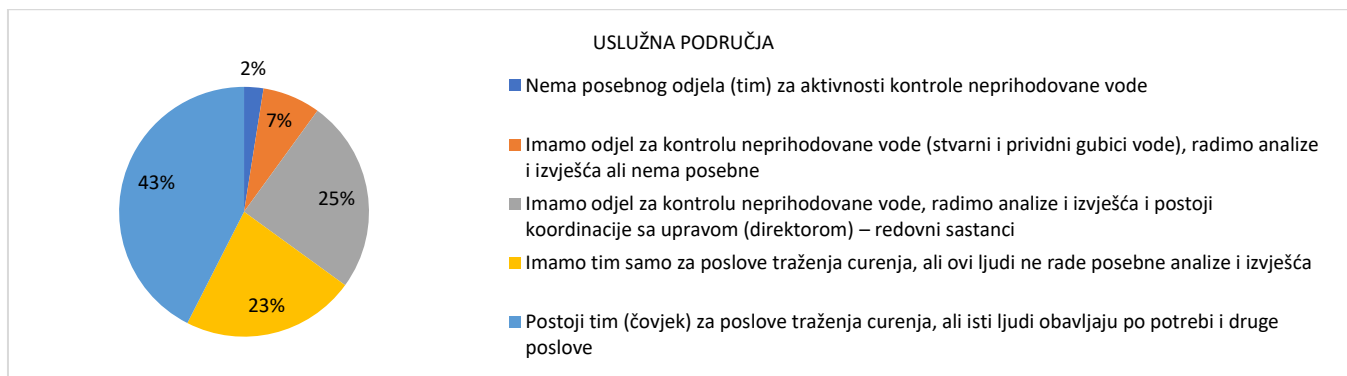 USLUŽNA PODRUČJA
2%
7%
25%
23%
43%
Nema posebnog odjela (tim) za aktivnosti kontrole neprihodovane vode
Imamo odjel za kontrolu neprihodovane vode (stvarni i prividni gubici vode), radimo analize
i izvješća ali nema posebne
Imamo odjel za kontrolu neprihodovane vode, radimo analize i izvješća i postoji
koordinacije sa upravom (direktorom) – redovni sastanci
Imamo tim samo za poslove traženja curenja, ali ovi ljudi ne rade posebne analize i izvješća
Postoji tim (čovjek) za poslove traženja curenja, ali isti ljudi obavljaju po potrebi i druge
poslove